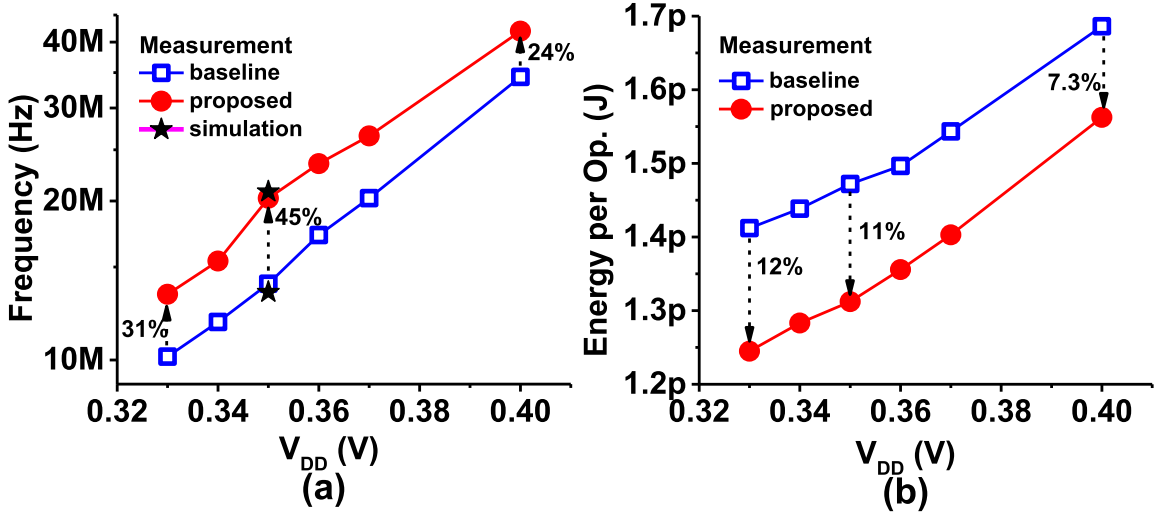 40M
30M
20M
10M
Frequency (Hz)
Measurement
baseline
proposed
simulation
24%
45%
31%
0.32
0.34
0.36
0.38
0.40
VDD (V)
(a)
1.7p
1.6p
1.5p
1.4p
1.3p
1.2p
Energy per Op. (J)
Measurement
baseline
proposed
7.3%
11%
12%
0.32
0.34
0.36
0.38
0.40
VDD (V)
(b)